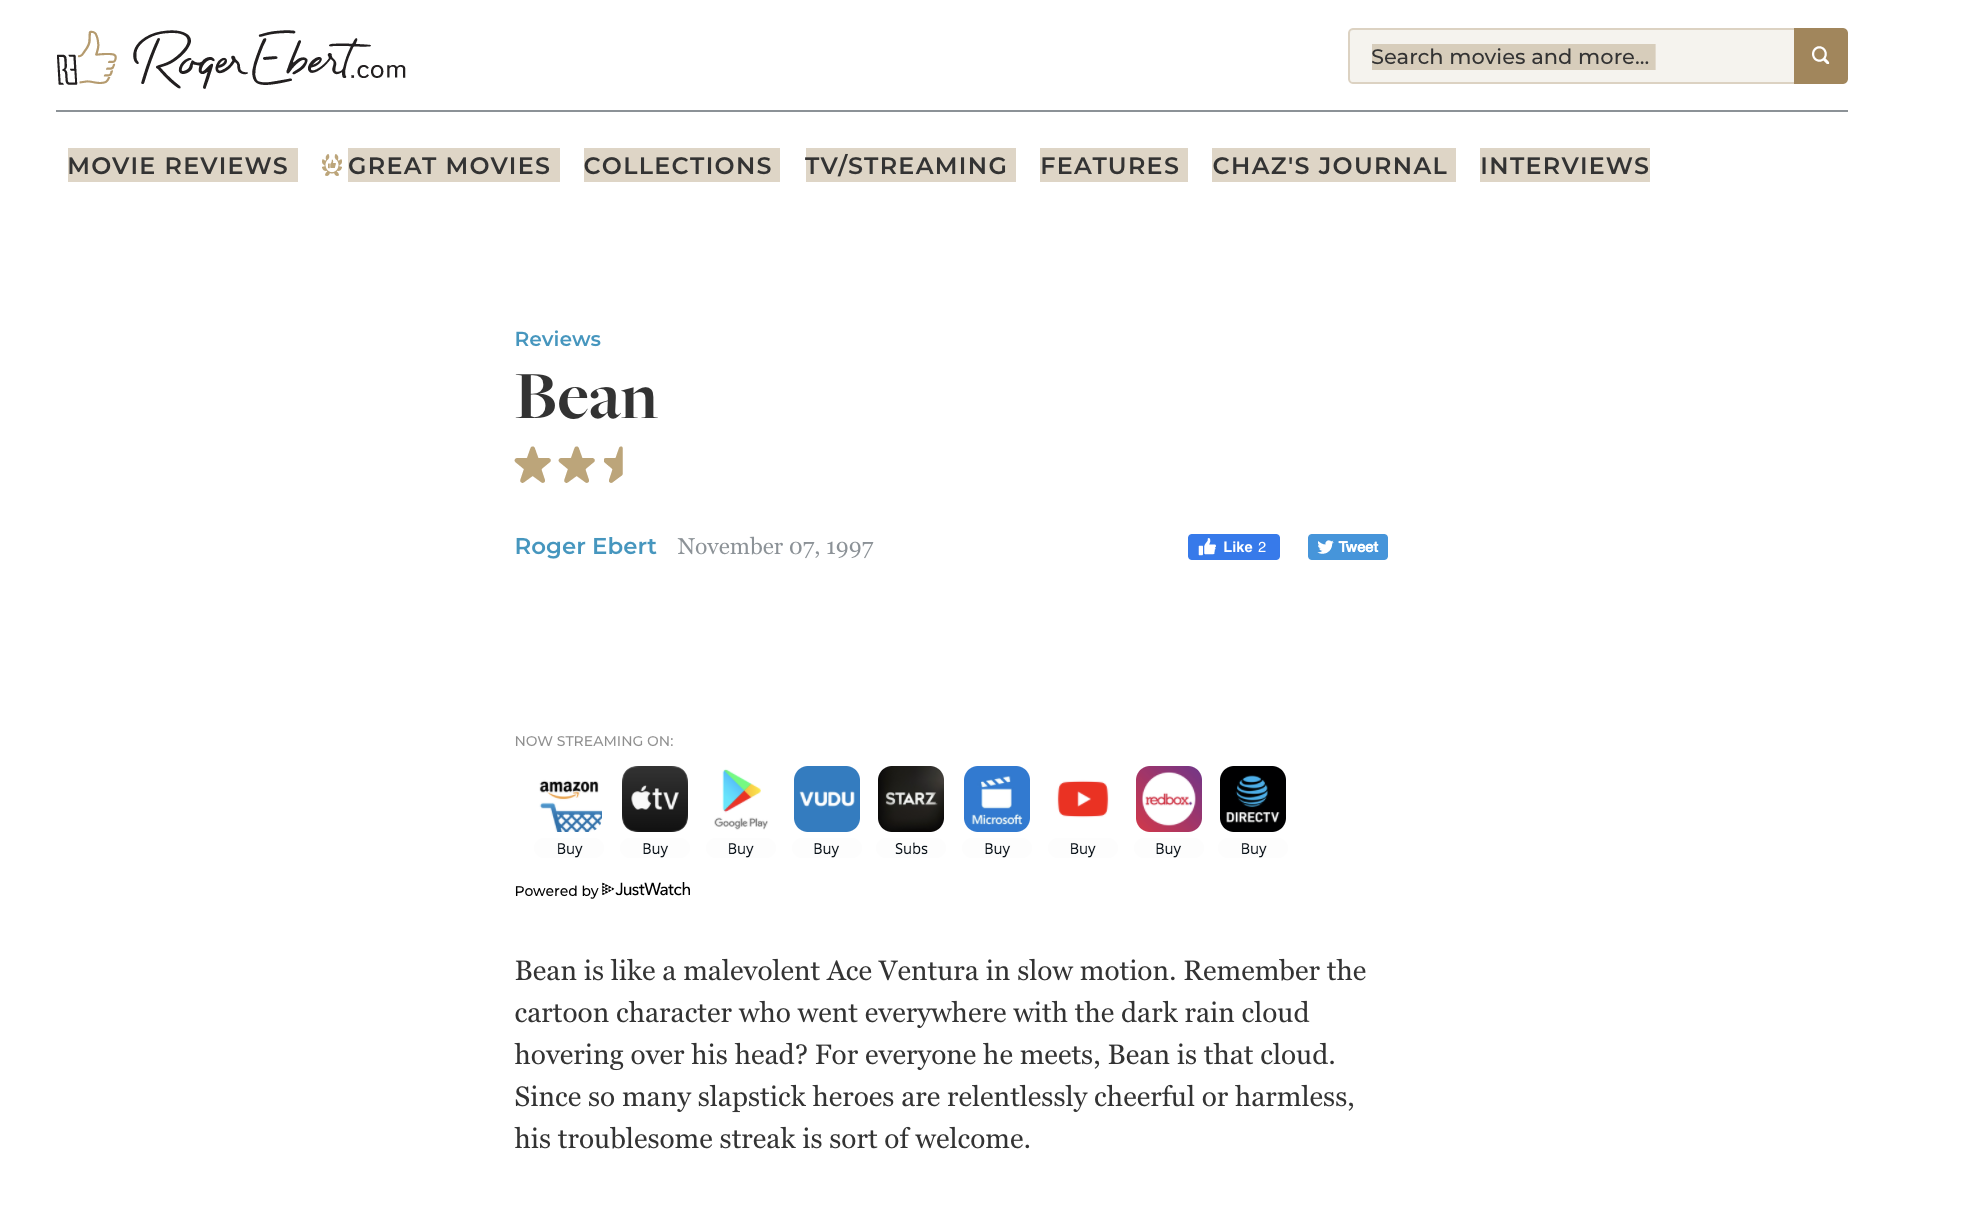 RE RogerEbert.com
Search movies and more...
MOVIE REVIEWS GREAT MOVIES COLLECTIONS TV/STREAMING FEATURES CHAZ'S JOURNAL INTERVIEWS
Reviews
Bean
Roger Ebert November 07, 1997
Like 2 Tweet
NOW STREAMING ON:
amazon tv Google Play VUDU STARZ Microsoft redbox. DIRECTV
Buy Buy Buy Buy Subs Buy Buy Buy Buy
Powered by JustWatch
Bean is like a malevolent Ace Ventura in slow motion. Remember the
cartoon character who went everywhere with the dark rain cloud
hovering over his head? For everyone he meets, Bean is that cloud.
Since so many slapstick heroes are relentlessly cheerful or harmless,
his troublesome streak is sort of welcome.